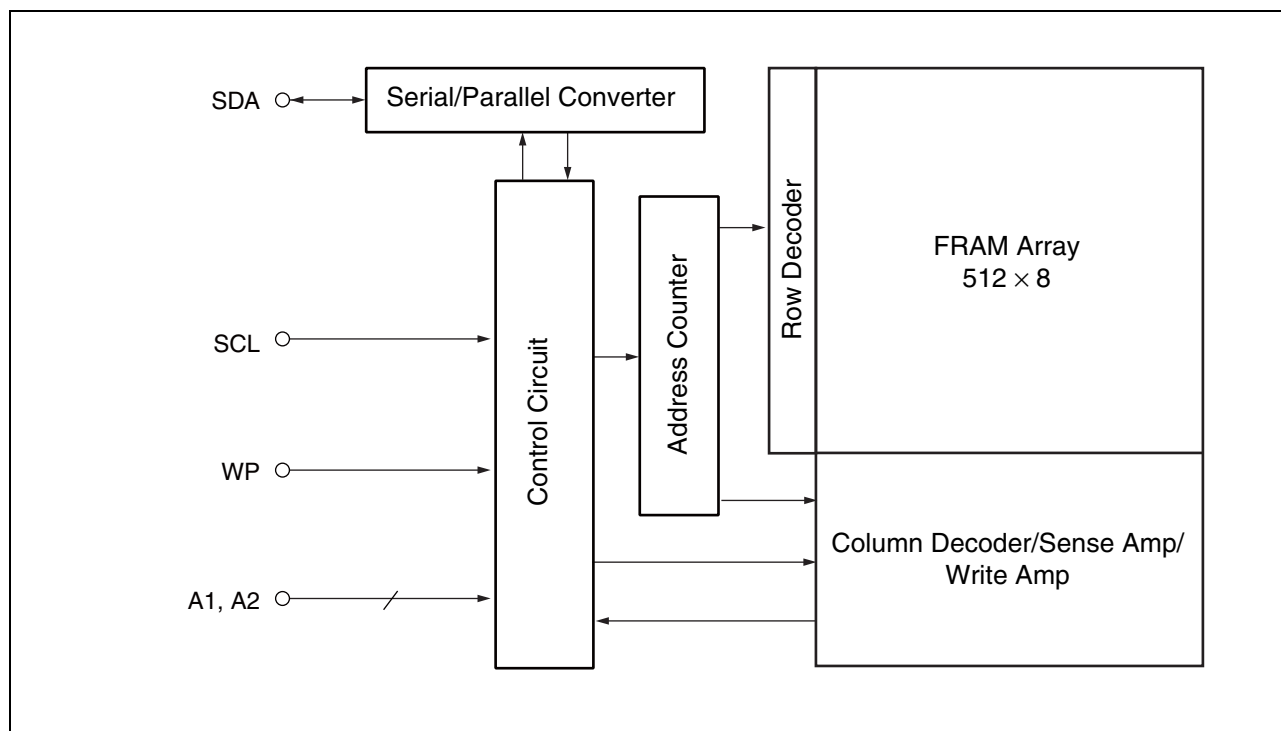 SDA
Serial/Parallel Converter
SCL
WP
A1, A2
Control Circuit
Address Counter
Row Decoder
FRAM Array
512 × 8
Column Decoder/Sense Amp/
Write Amp